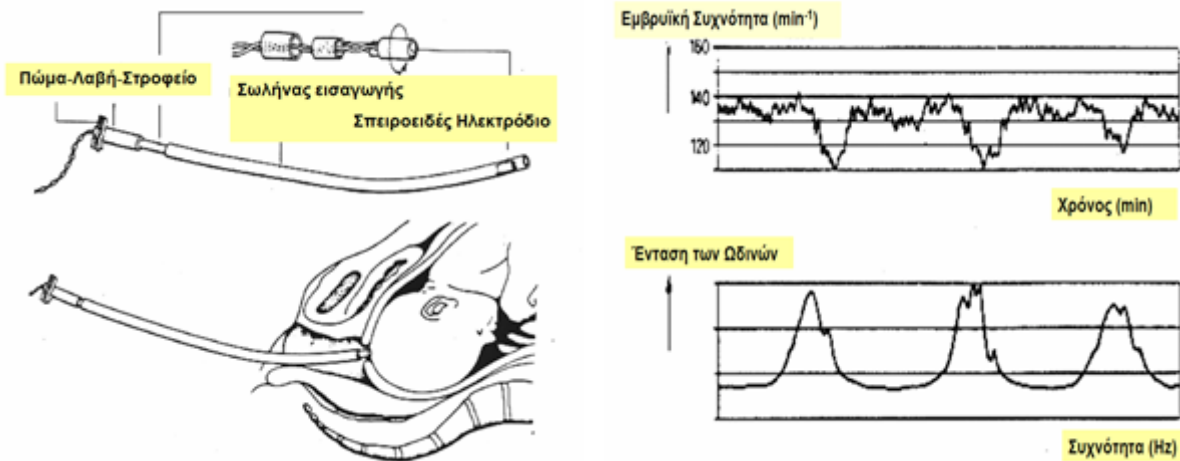 Πώμα-Λαβή-Στροφείο
Σωλήνας εισαγωγής
Σπειροειδές Ηλεκτρόδιο
Εμβρυϊκή Συχνότητα (min-1)
160
140
130
120
Χρόνος (min)
Ένταση των Ωδινών
Συχνότητα (Hz)